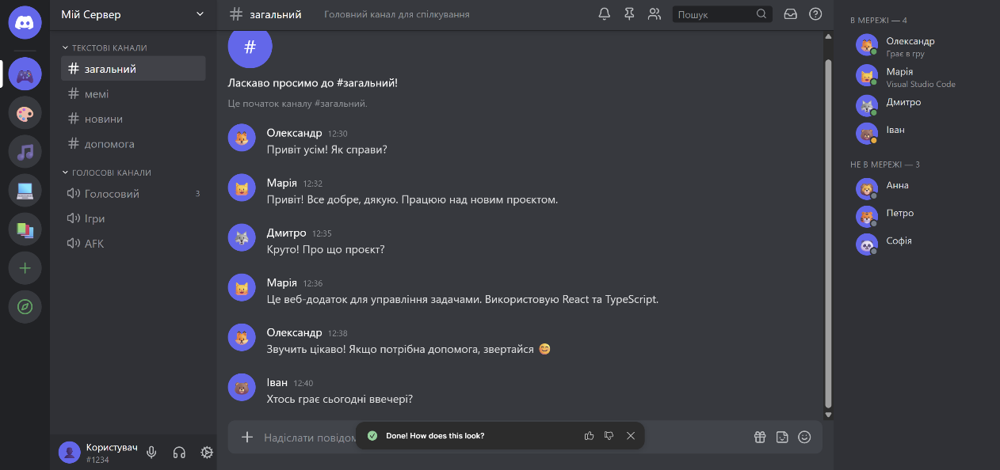 Мій Сервер
ТЕКСТОВІ КАНАЛИ
загальний
мемі
новини
допомога
ГОЛОСОВІ КАНАЛИ
Голосовий 3
Ігри
AFK
Користувач
#1234
# загальний Головний канал для спілкування
Пошук
#
Ласкаво просимо до #загальний!
Це початок каналу #загальний.
Олександр 12:30
Привіт усім! Як справи?
Марія 12:32
Привіт! Все добре, дякую. Працюю над новим проєктом.
Дмитро 12:35
Круто! Про що проєкт?
Марія 12:36
Це веб-додаток для управління задачами. Використовую React та TypeScript.
Олександр 12:38
Звучить цікаво! Якщо потрібна допомога, звертайся 😄
Іван 12:40
Хтось грає сьогодні ввечері?
Надіслати повідом
Done! How does this look?
В МЕРЕЖІ — 4
Олександр
Грає в гру
Марія
Visual Studio Code
Дмитро
Іван
НЕ В МЕРЕЖІ — 3
Анна
Петро
Софія